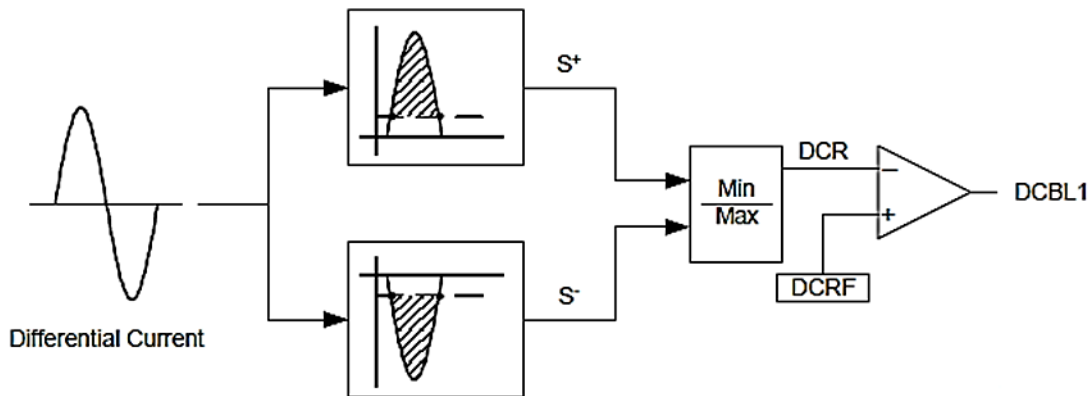 Differential Current
S⁺
S⁻
Min
Max
DCR
−
+
DCRF
DCBL1